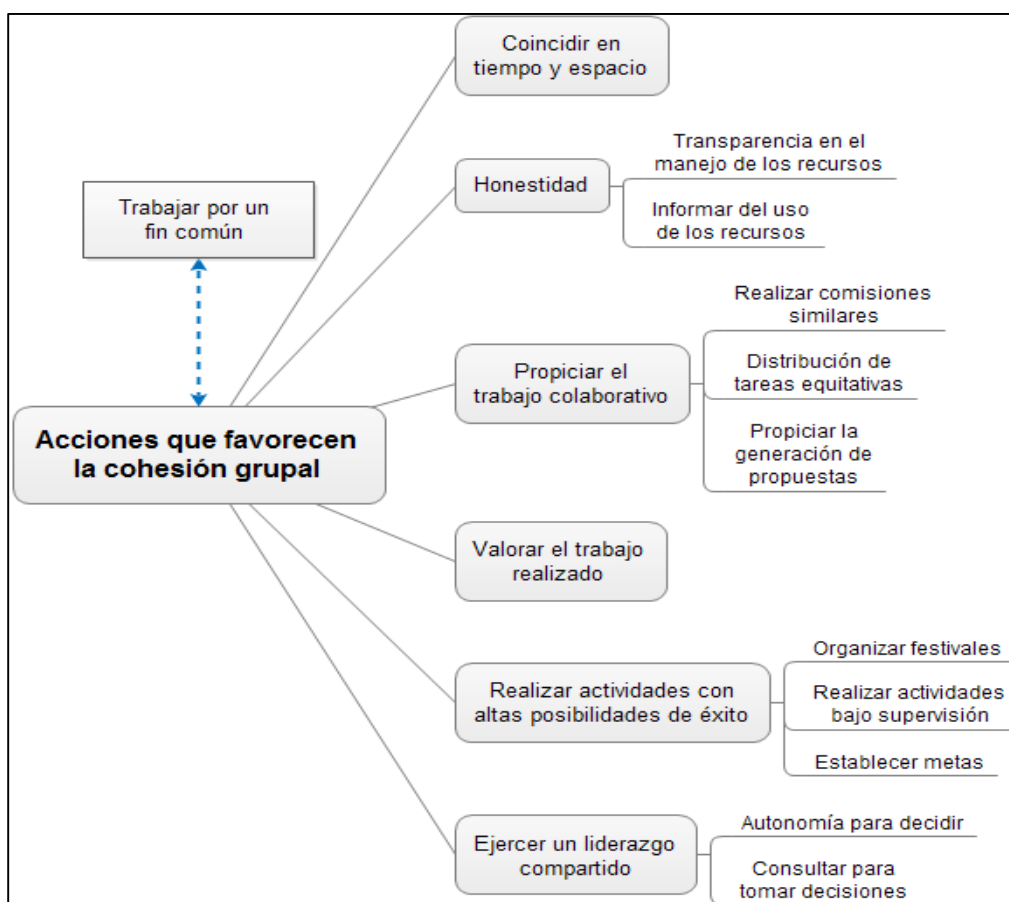 Coincidir en
tiempo y espacio
Transparencia en el
manejo de los recursos
Honestidad
Informar del uso
de los recursos
Trabajar por un
fin común
Realizar comisiones
similares
Propiciar el
trabajo colaborativo
Distribución de
tareas equitativas
Propiciar la
generación de
propuestas
Acciones que favorecen
la cohesión grupal
Valorar el trabajo
realizado
Organizar festivales
Realizar actividades con
altas posibilidades de éxito
Realizar actividades
bajo supervisión
Establecer metas
Autonomía para decidir
Ejercer un liderazgo
compartido
Consultar para
tomar decisiones